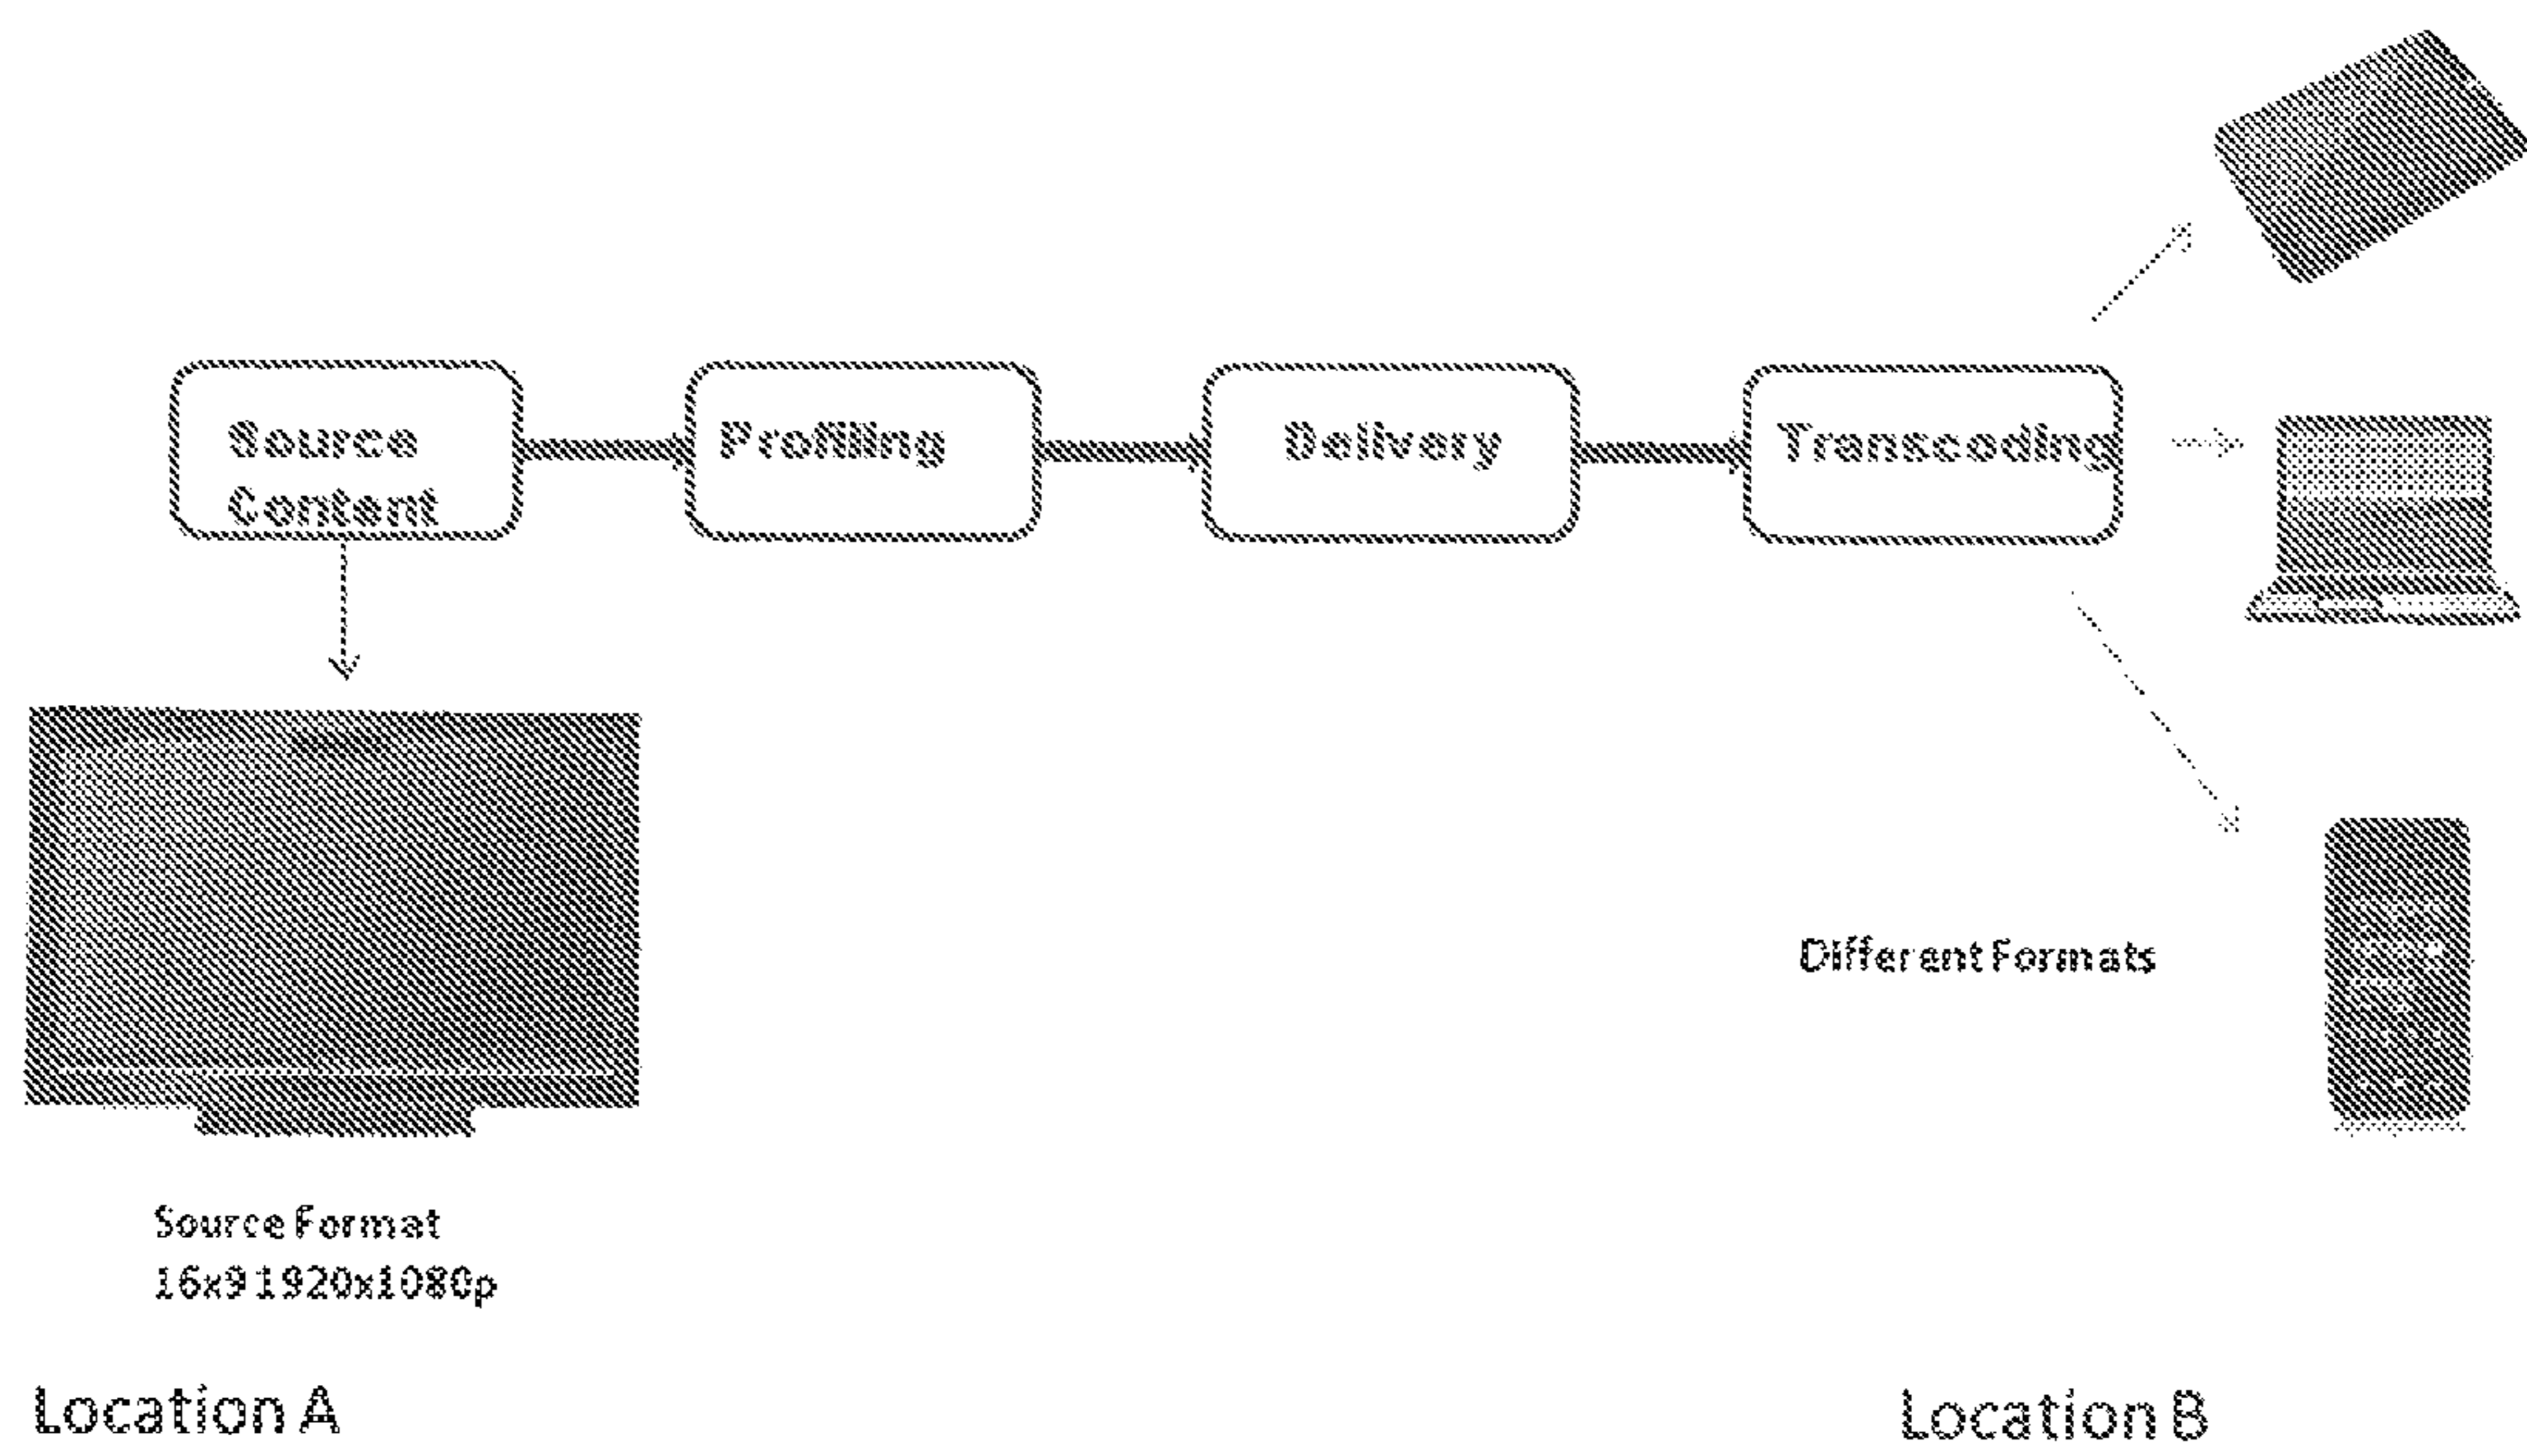 Source
Content
Profiling
Delivery
Transcoding
Different Formats
Source Format
16x9 1920x1080p
Location A
Location B